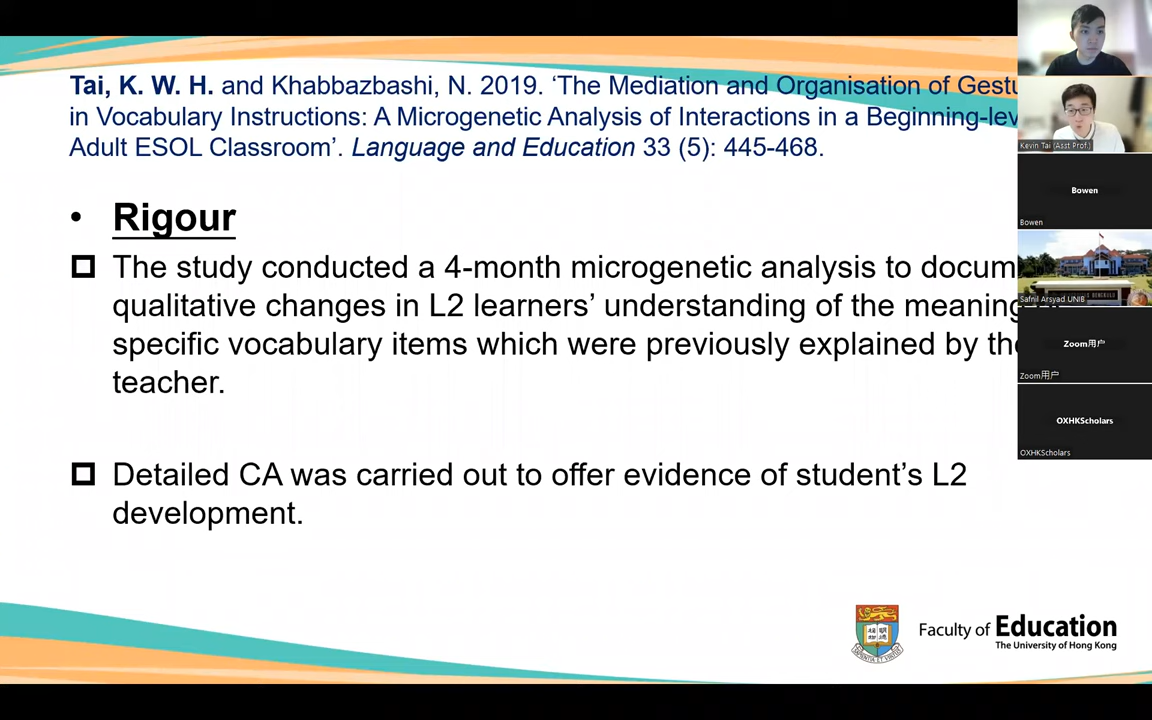 Tai, K. W. H. and Khabbazbashi, N. 2019. ‘The Mediation and Organisation of Gestu
in Vocabulary Instructions: A Microgenetic Analysis of Interactions in a Beginning-lev
Adult ESOL Classroom’. Language and Education 33 (5): 445-468.
• Rigour
The study conducted a 4-month microgenetic analysis to docum
qualitative changes in L2 learners’ understanding of the meaning
specific vocabulary items which were previously explained by the
teacher.
Detailed CA was carried out to offer evidence of student’s L2
development.
Faculty of Education
The University of Hong Kong
Kevin Tai (Asst Prof.)
Bowen
Bowen
Safnil Arsyad UNIB
Zoom用户
Zoom用户
OXHKScholars
OXHKScholars